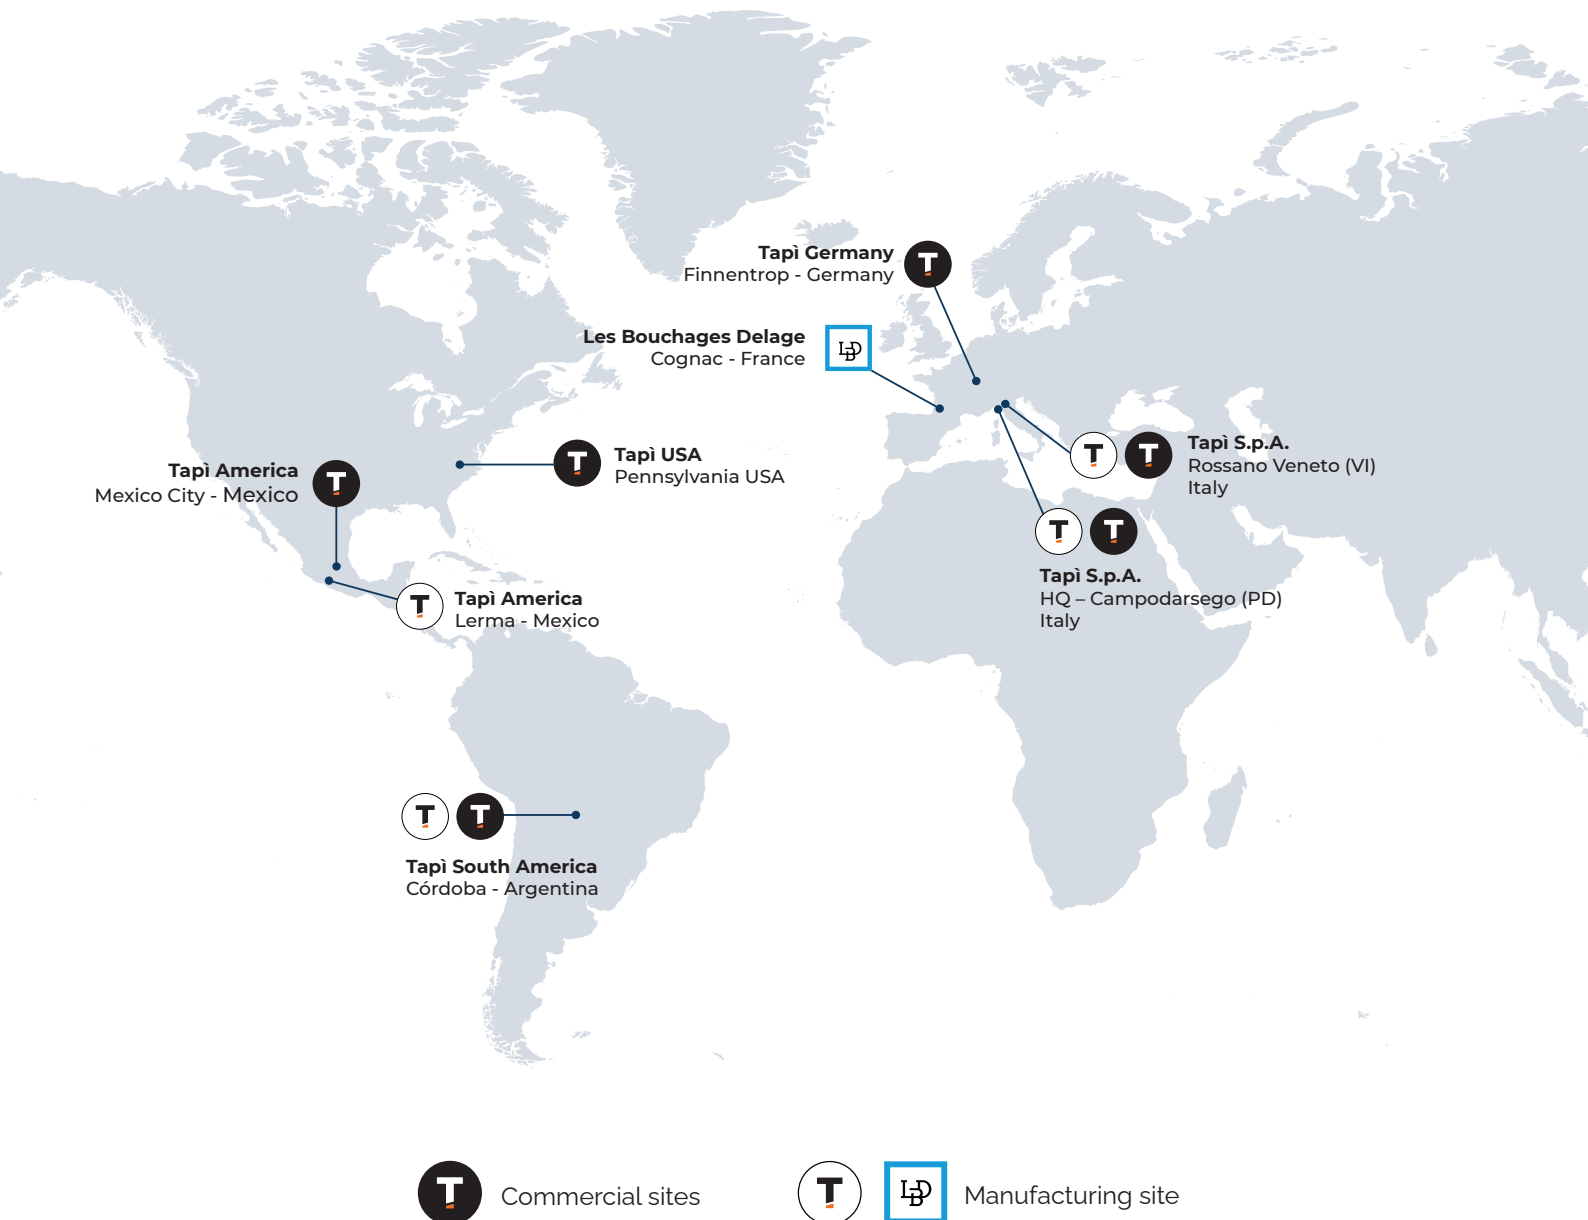 Tapì Germany
Finnentrop - Germany
Les Bouchages Delage
Cognac - France
LBD
T
Tapì USA
Pennsylvania USA
Tapì America
Mexico City - Mexico
T
T
T
T
Tapì S.p.A.
Rossano Veneto (VI)
Italy
T
T
Tapì S.p.A.
HQ – Campodarsego (PD)
Italy
T
Tapì America
Lerma - Mexico
T
T
Tapì South America
Córdoba - Argentina
T
Commercial sites
T
LBD
Manufacturing site